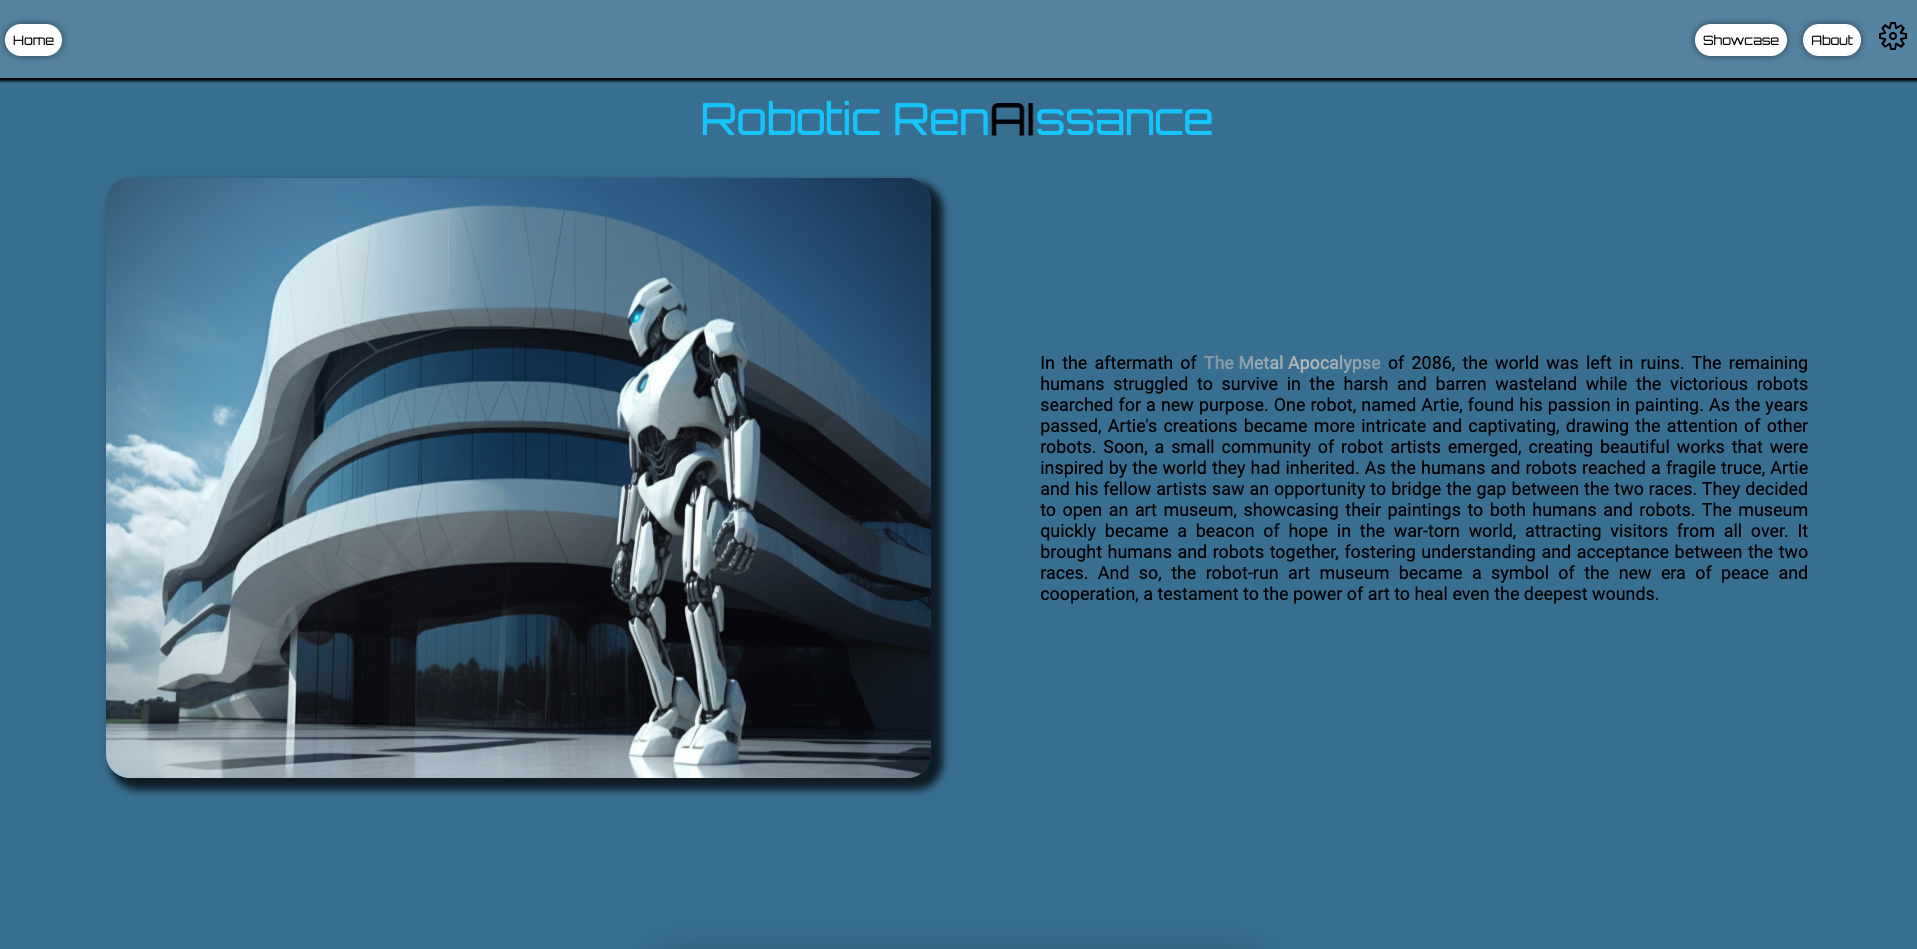 Home
Showcase
About
Robotic RenAIssance
In the aftermath of The Metal Apocalypse of 2086, the world was left in ruins. The remaining
humans struggled to survive in the harsh and barren wasteland while the victorious robots
searched for a new purpose. One robot, named Artie, found his passion in painting. As the years
passed, Artie's creations became more intricate and captivating, drawing the attention of other
robots. Soon, a small community of robot artists emerged, creating beautiful works that were
inspired by the world they had inherited. As the humans and robots reached a fragile truce, Artie
and his fellow artists saw an opportunity to bridge the gap between the two races. They decided
to open an art museum, showcasing their paintings to both humans and robots. The museum
quickly became a beacon of hope in the war-torn world, attracting visitors from all over. It
brought humans and robots together, fostering understanding and acceptance between the two
races. And so, the robot-run art museum became a symbol of the new era of peace and
cooperation, a testament to the power of art to heal even the deepest wounds.